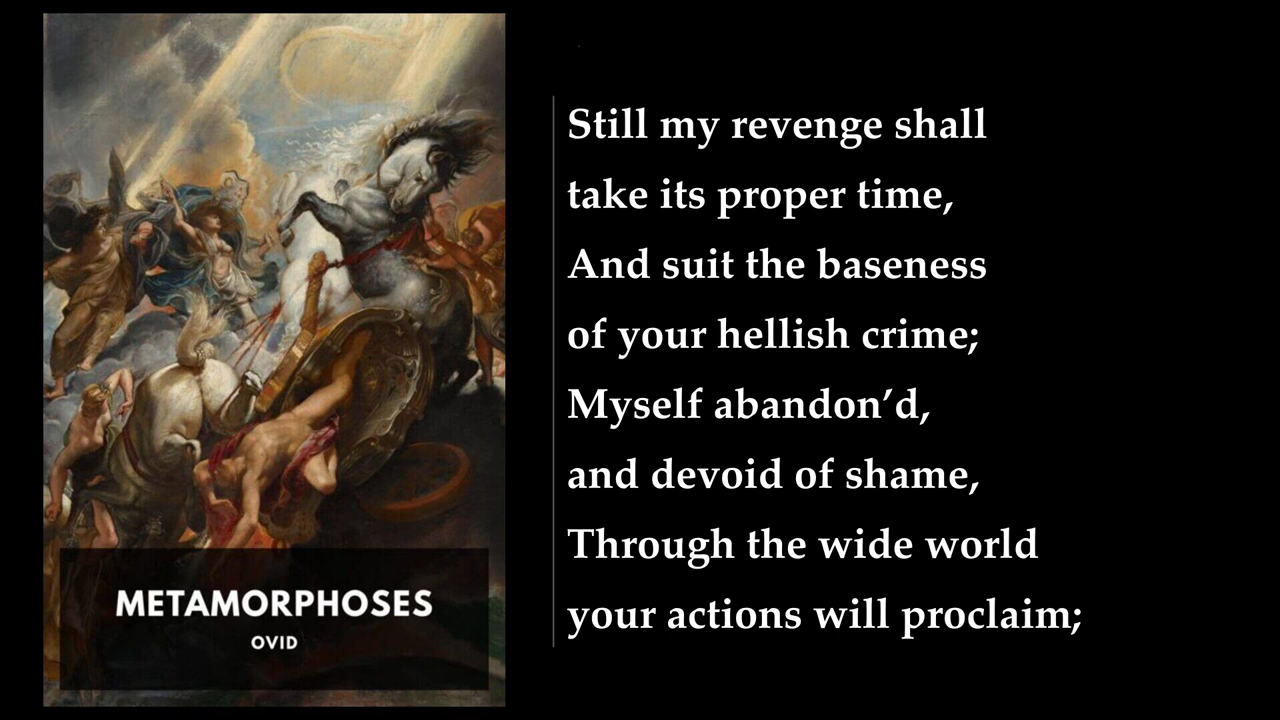 METAMORPHOSES
OVID
Still my revenge shall
take its proper time,
And suit the baseness
of your hellish crime;
Myself abandon’d,
and devoid of shame,
Through the wide world
your actions will proclaim;